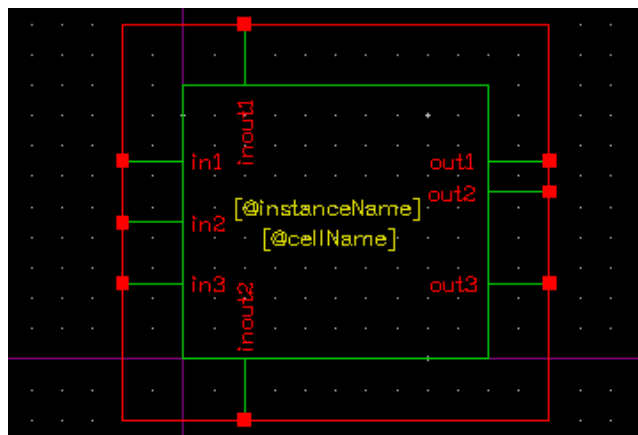 inout1
in1
out1
out2
[@instanceName]
in2
[@cellName]
in3
out3
inout2